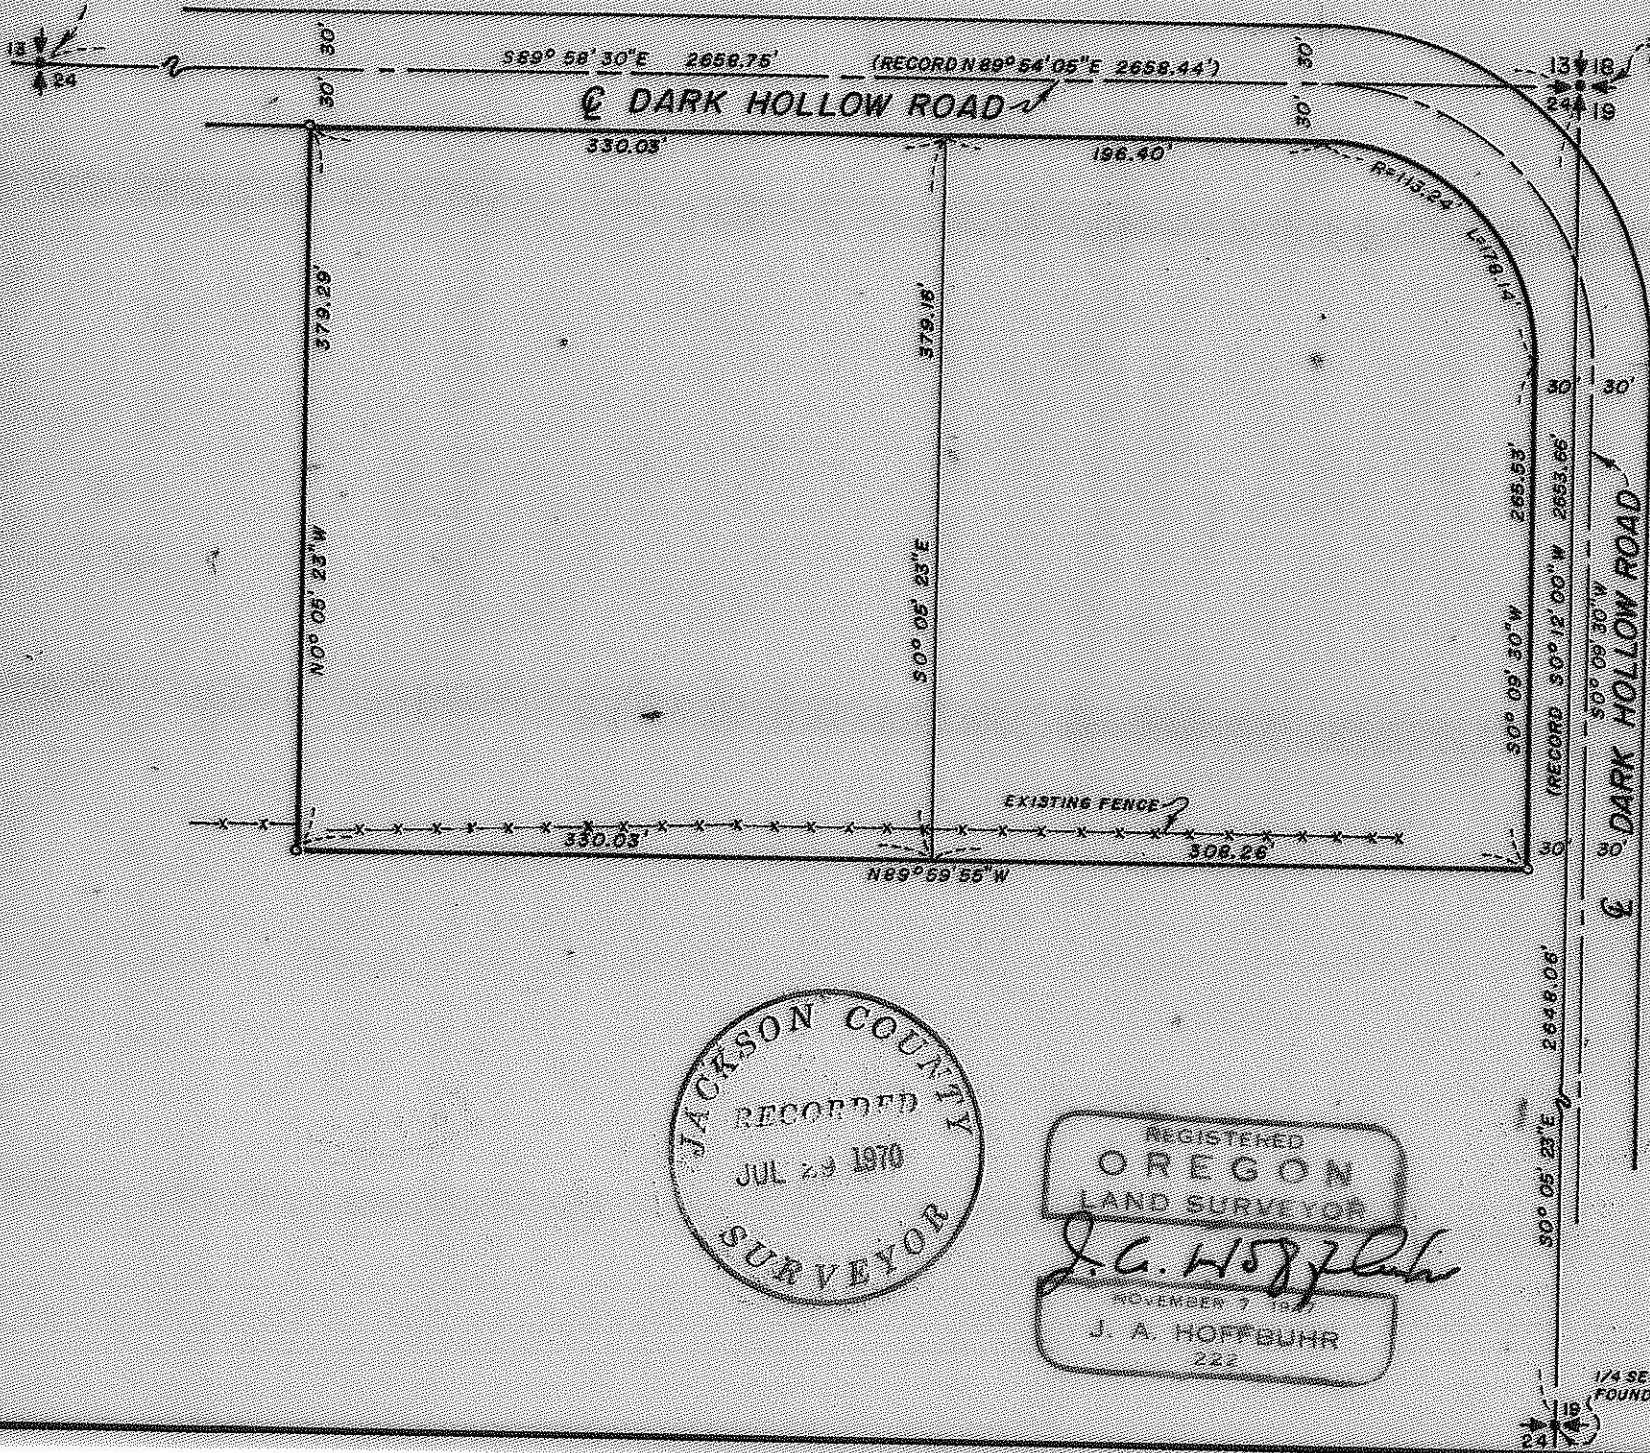 13
24
30' 30'
S89° 58' 30"E 2658.75' (RECORD N89°54'05"E 2658.44')
30' 30'
13 18
24 19
℄ DARK HOLLOW ROAD
330.03'
196.40'
R=113.24'
L=178.14'
379.29'
N0° 05' 23"W
379.16'
S0° 05' 23"E
265.53'
S0° 09' 30"W
30' 30'
(RECORD S0° 12' 00"W 2653.66'
S0° 09' 30"W
℄ DARK HOLLOW ROAD
EXISTING FENCE
330.03'
308.26'
N89°59'55"W
30' 30'
S0° 05' 23"E 2648.06'
JACKSON COUNTY
RECORDED
JUL 29 1970
SURVEYOR
REGISTERED
OREGON
LAND SURVEYOR
NOVEMBER 7
J. A. HOFFBUHR
222
1/4 SE
FOUND
19
24